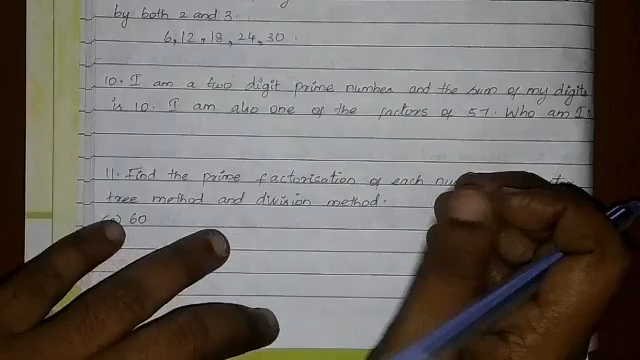 by both 2 and 3.
6, 12, 18, 24, 30.
10. I am a two digit prime number and the sum of my digits
is 10. I am also one of the factors of 57. Who am I?
11. Find the prime factorisation of each
tree method and division method.
60